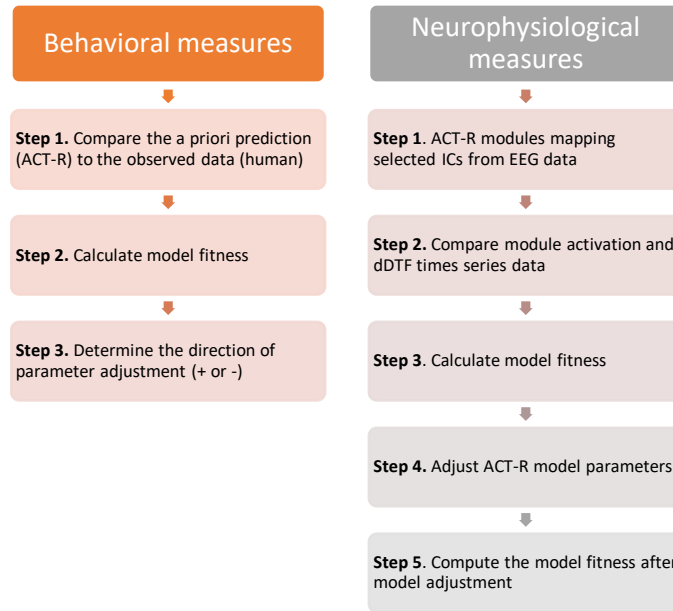 Behavioral measures
Step 1. Compare the a priori prediction
(ACT-R) to the observed data (human)
Step 2. Calculate model fitness
Step 3. Determine the direction of
parameter adjustment (+ or -)
Neurophysiological
measures
Step 1. ACT-R modules mapping
selected ICs from EEG data
Step 2. Compare module activation and
dDTF times series data
Step 3. Calculate model fitness
Step 4. Adjust ACT-R model parameters
Step 5. Compute the model fitness after
model adjustment